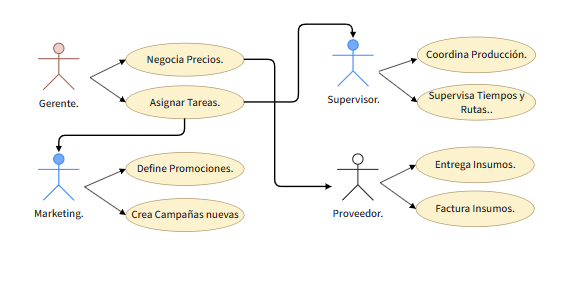 Gerente.
Negocia Precios.
Asignar Tareas.
Supervisor.
Coordina Producción.
Supervisa Tiempos y
Rutas..
Marketing.
Define Promociones.
Crea Campañas nuevas
Proveedor.
Entrega Insumos.
Factura Insumos.